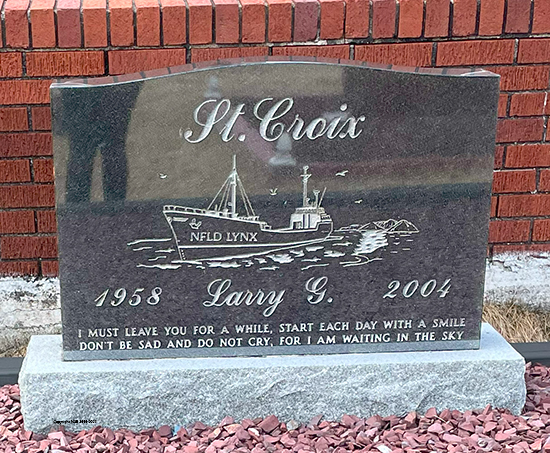 St. Croix
NFLD LYNX
1958 Larry G. 2004
I MUST LEAVE YOU FOR A WHILE, START EACH DAY WITH A SMILE
DON'T BE SAD AND DO NOT CRY, FOR I AM WAITING IN THE SKY